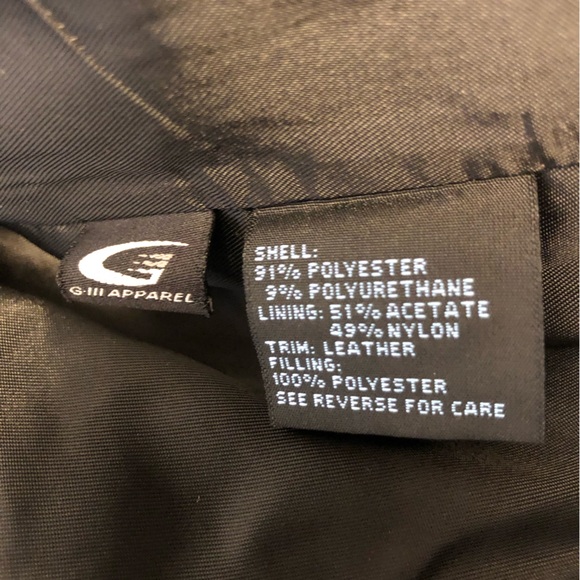 G
G-III APPAREL
SHELL:
91% POLYESTER
9% POLYURETHANE
LINING: 51% ACETATE
49% NYLON
TRIM: LEATHER
FILLING:
100% POLYESTER
SEE REVERSE FOR CARE